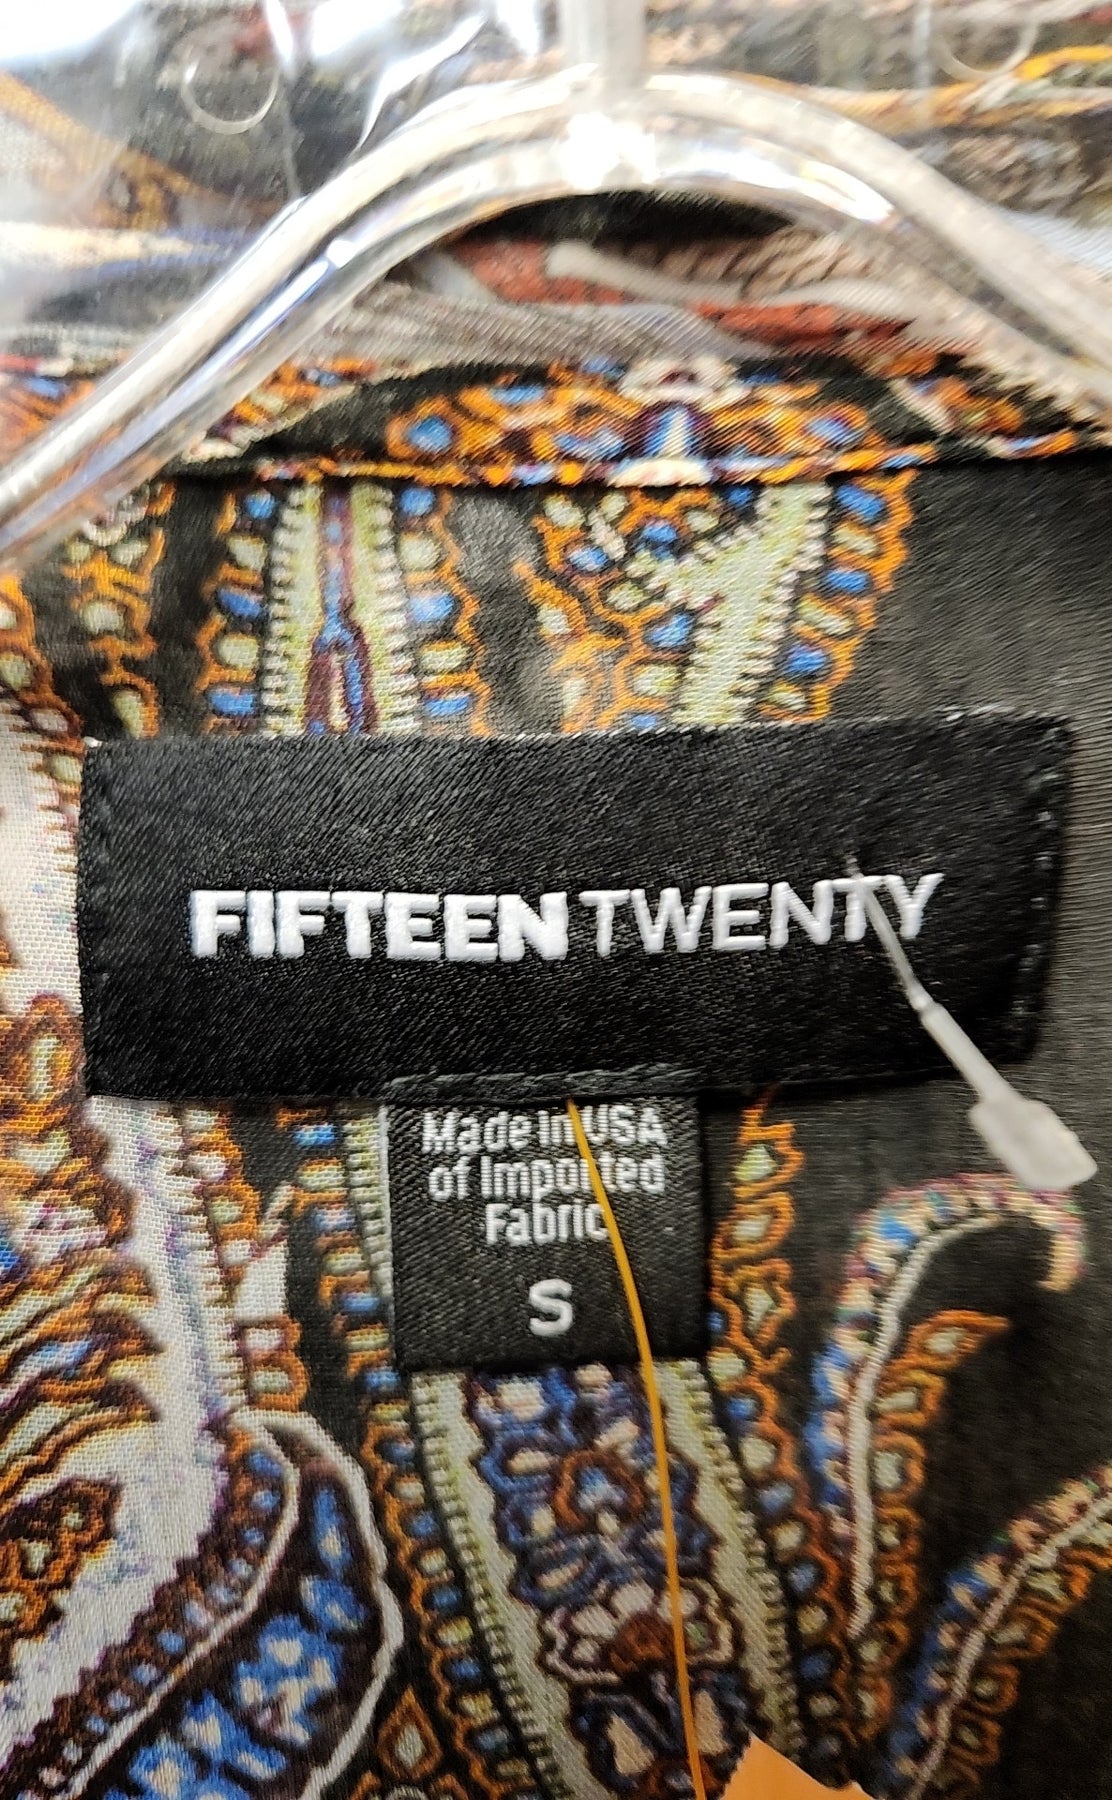 FIFTEEN TWENTY
Made in USA
of Imported
Fabric
S